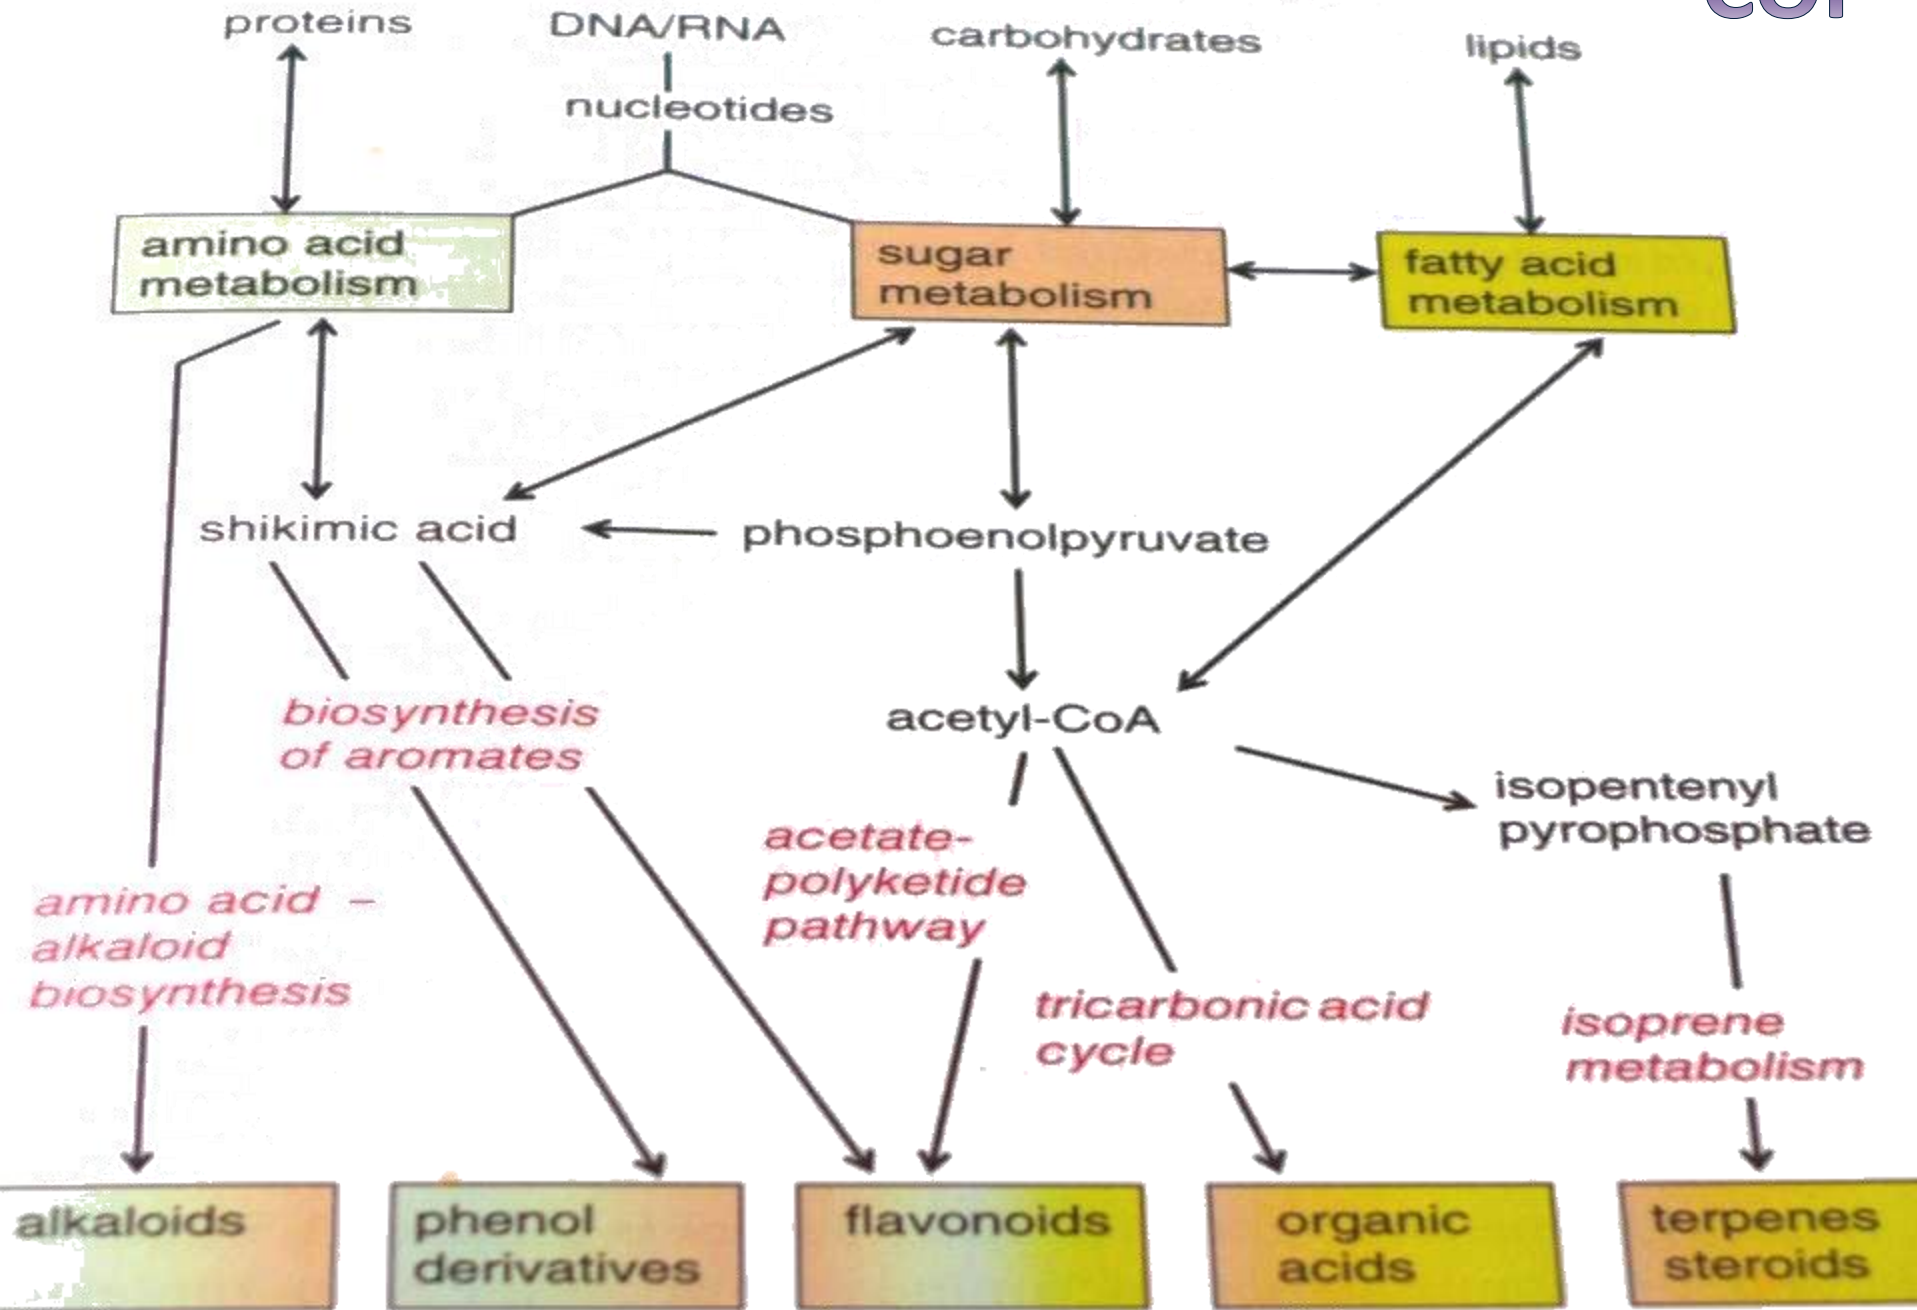 proteins
DNA/RNA
carbohydrates
lipids
nucleotides
amino acid
metabolism
sugar
metabolism
fatty acid
metabolism
shikimic acid
phosphoenolpyruvate
biosynthesis
of aromates
acetyl-CoA
isopentenyl
pyrophosphate
acetate-
polyketide
pathway
amino acid –
alkaloid
biosynthesis
tricarbonic acid
cycle
isoprene
metabolism
alkaloids
phenol
derivatives
flavonoids
organic
acids
terpenes
steroids